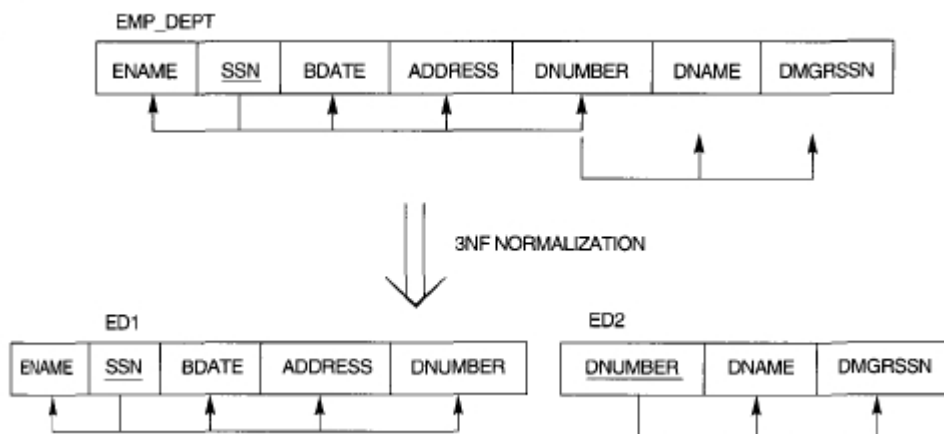 EMP_DEPT
ENAME SSN BDATE ADDRESS DNUMBER DNAME DMGRSSN
3NF NORMALIZATION
ED1 ED2
ENAME SSN BDATE ADDRESS DNUMBER DNUMBER DNAME DMGRSSN